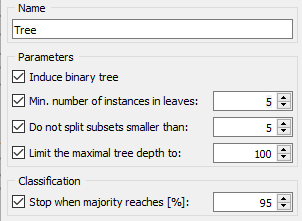 Name
Tree
Parameters
Induce binary tree
Min. number of instances in leaves: 5
Do not split subsets smaller than: 5
Limit the maximal tree depth to: 100
Classification
Stop when majority reaches [%]: 95